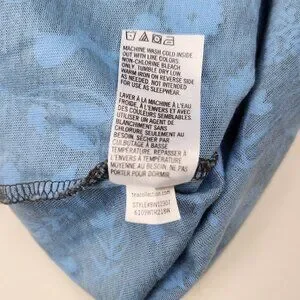 MACHINE WASH COLD INSIDE
OUT WITH LIKE COLORS.
NON-CHLORINE BLEACH
ONLY. TUMBLE DRY LOW.
WARM IRON ON REVERSE SIDE
AS NEEDED. NOT INTENDED
FOR USE AS SLEEPWEAR.
LAVER À LA MACHINE À L'EAU
FROIDE, À L'ENVERS ET AVEC
DES COULEURS SEMBLABLES.
UTILISER UN AGENT DE
BLANCHIMENT SANS
CHLORURE SEULEMENT AU
BESOIN. SÉCHER PAR
CULBUTAGE À BASSE
TEMPÉRATURE. REPASSER À
L'ENVERS À TEMPÉRATURE
MOYENNE AU BESOIN. NE PAS
PORTER POUR DORMIR.
teacollection.com